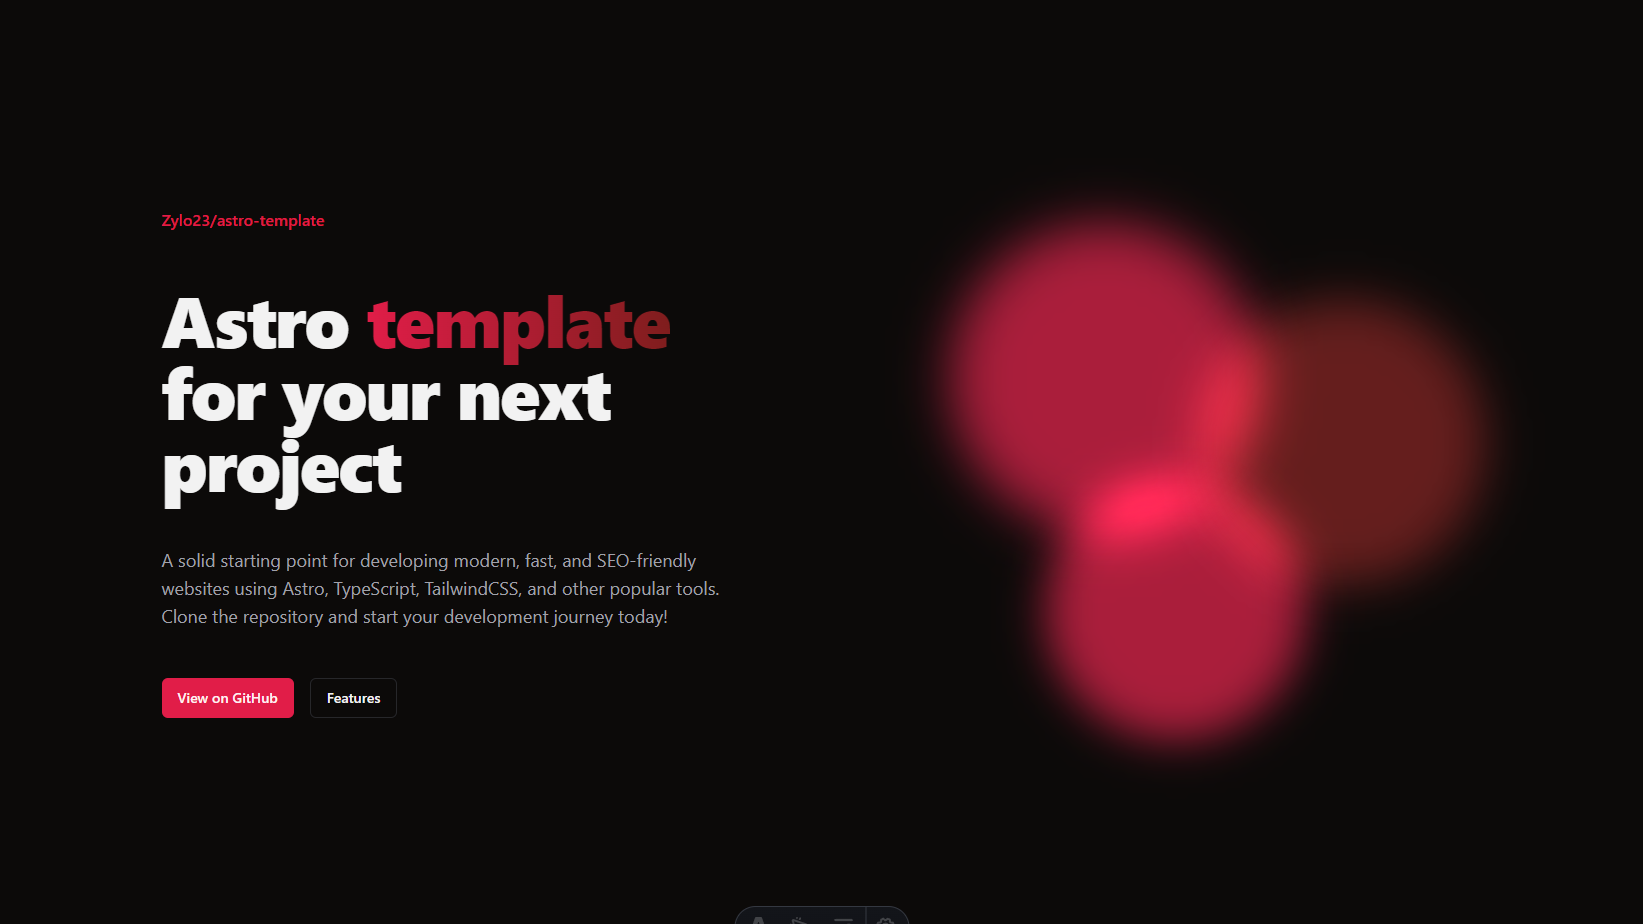 Zylo23/astro-template
Astro template
for your next
project
A solid starting point for developing modern, fast, and SEO-friendly
websites using Astro, TypeScript, TailwindCSS, and other popular tools.
Clone the repository and start your development journey today!
View on GitHub
Features